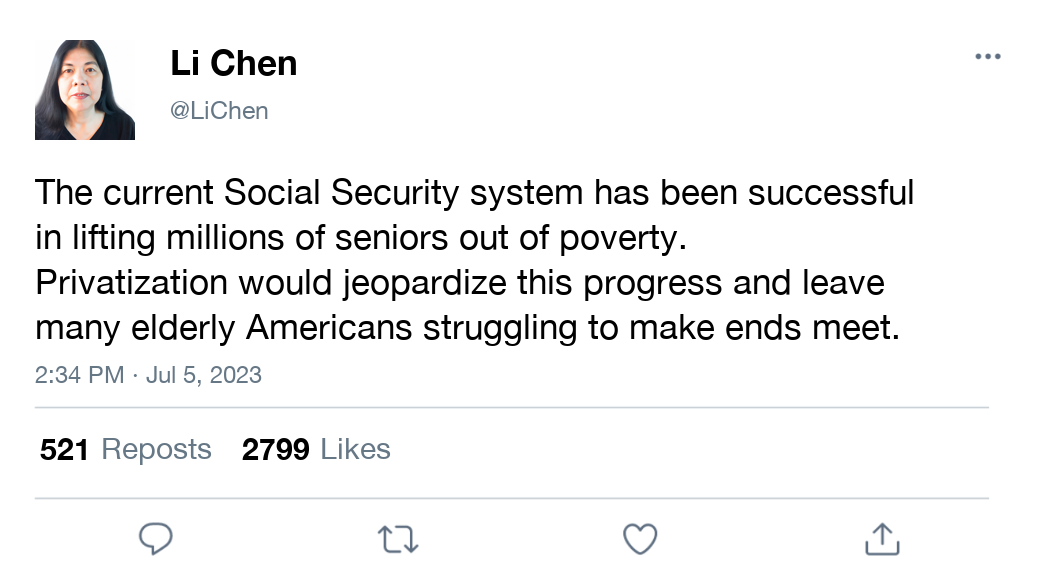 Li Chen
@LiChen
The current Social Security system has been successful
in lifting millions of seniors out of poverty.
Privatization would jeopardize this progress and leave
many elderly Americans struggling to make ends meet.
2:34 PM · Jul 5, 2023
521 Reposts 2799 Likes